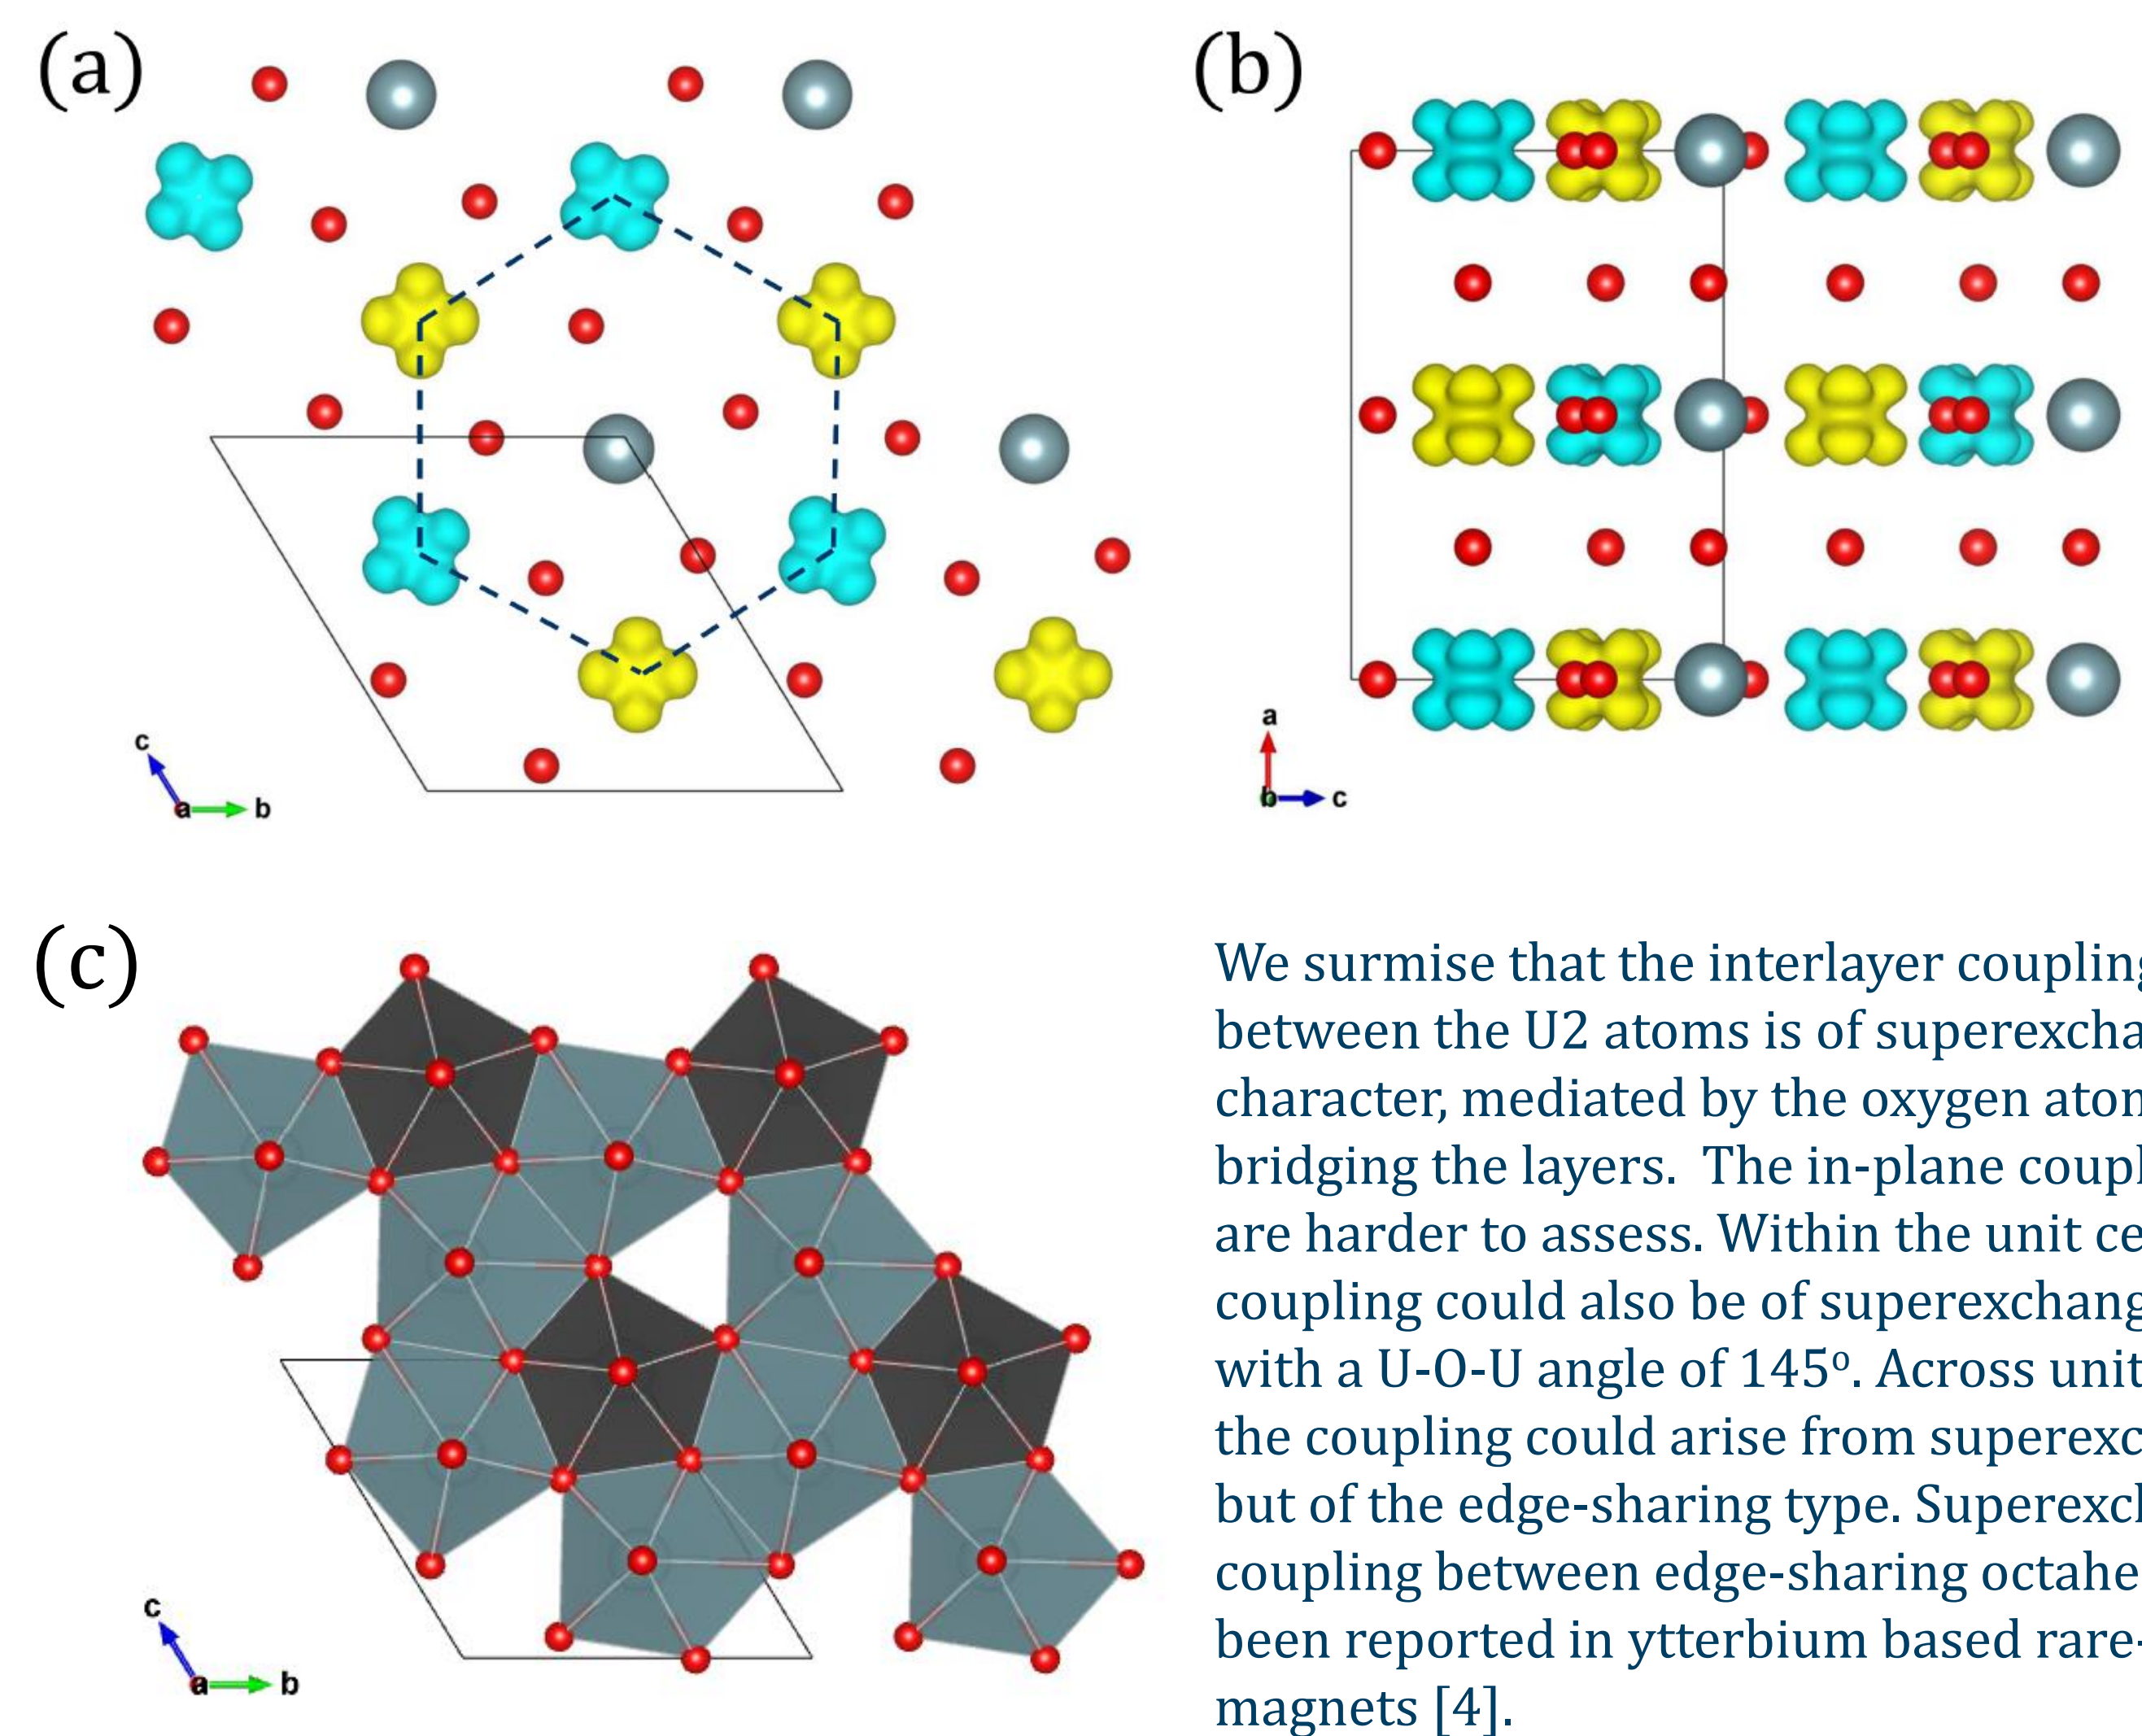 (a)
(b)
c
a
b
a
b
c
(c)
We surmise that the interlayer coupling
between the U2 atoms is of superexcha
character, mediated by the oxygen atom
bridging the layers. The in-plane coupl
are harder to assess. Within the unit ce
coupling could also be of superexchang
with a U-O-U angle of 145º. Across unit
the coupling could arise from superexc
but of the edge-sharing type. Superexcl
coupling between edge-sharing octahe
been reported in ytterbium based rare-
magnets [4].
c
a
b